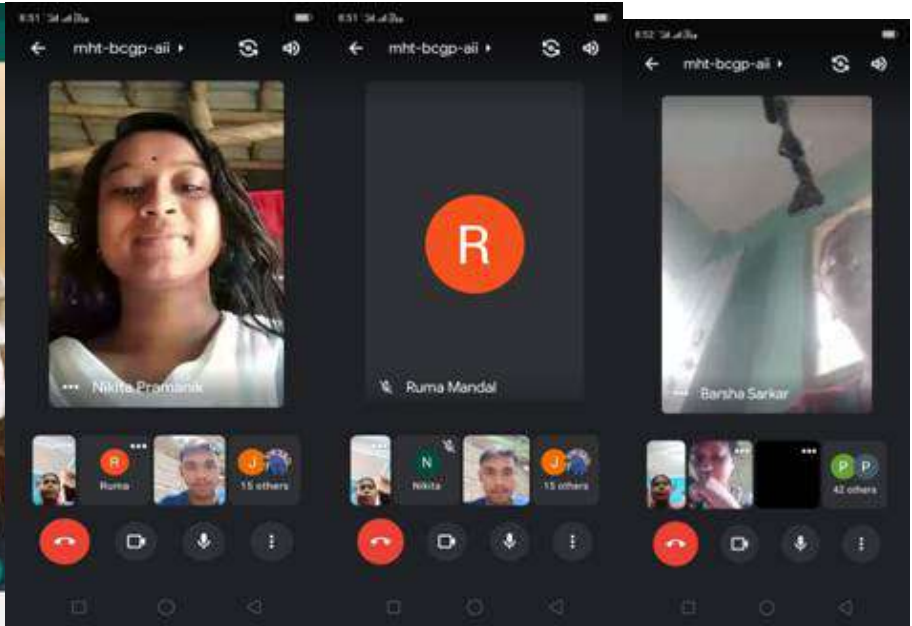 8:51
mht-bcgp-aii
Nikita Pramanik
R
Ruma
J
15 others
8:51
mht-bcgp-aii
R
Ruma Mandal
N
Nikita
J
15 others
8:52
mht-bcgp-aii
Barsha Sarkar
P P
42 others